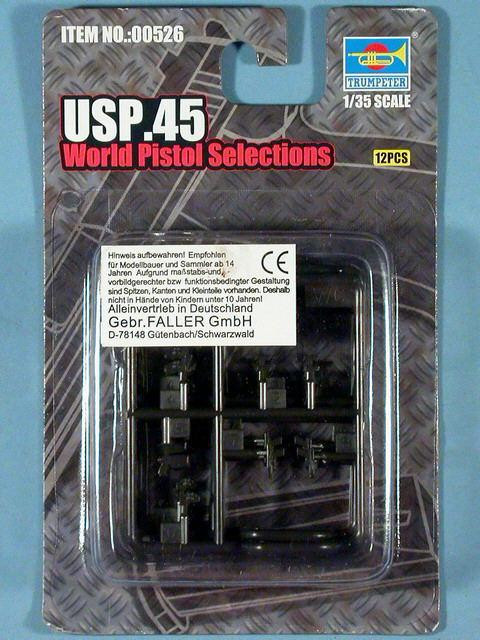 ITEM NO.:00526
TRUMPETER
®
1/35 SCALE
USP.45
World Pistol Selections
12PCS
Hinweis aufbewahren! Empfohlen
für Modellbauer und Sammler ab 14
Jahren Aufgrund maßstabs-und
vorbildgerechter bzw funktionsbedingter Gestaltung
sind Spitzen, Kanten und Kleinteile vorhanden. Deshalb
nicht in Hände von Kindern unter 10 Jahren!
Alleinvertrieb in Deutschland
Gebr.FALLER GmbH
D-78148 Gütenbach/Schwarzwald
CE